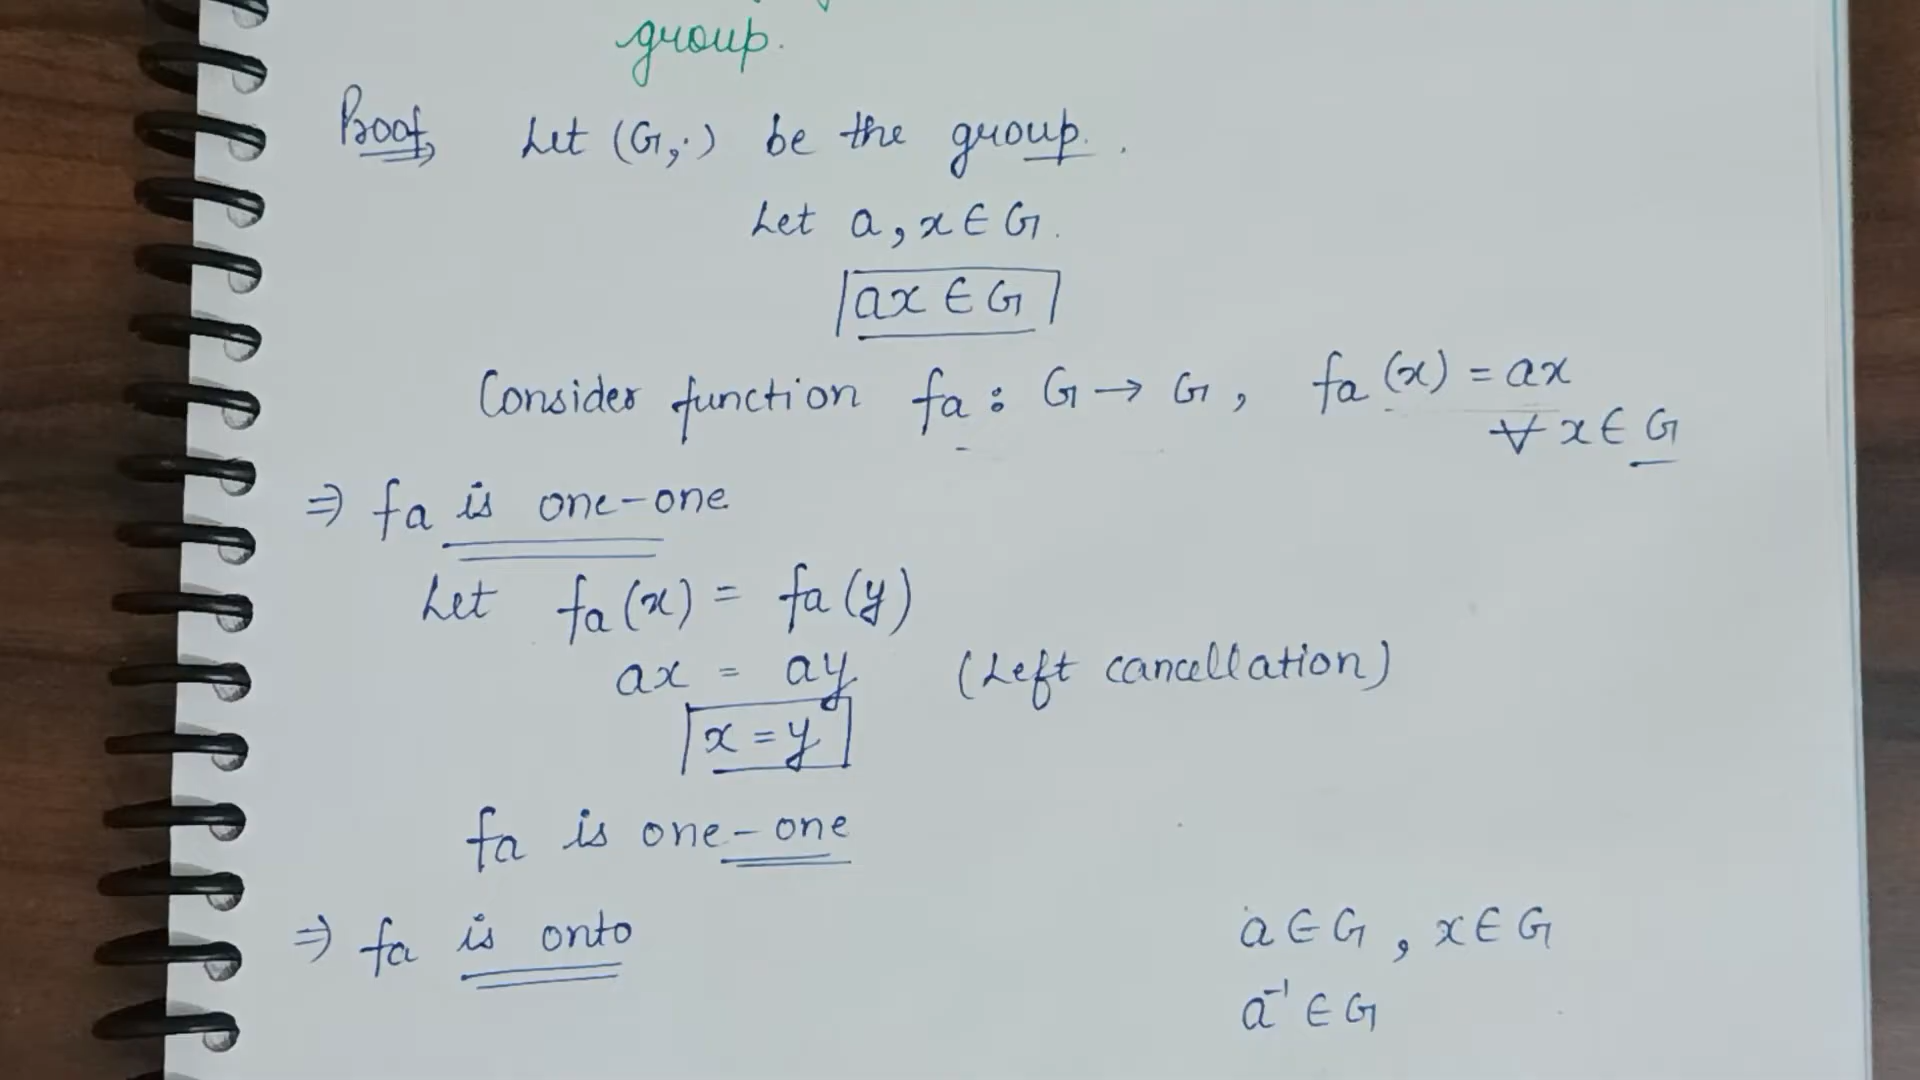 group.
Proof, Let (G,·) be the group.
Let a, x ∈ G.
ax ∈ G
Consider function fa : G → G, fa (x) = ax
∀ x ∈ G
⇒ fa is one-one
Let fa (x) = fa (y)
ax = ay (Left cancellation)
x = y
fa is one-one
⇒ fa is onto a ∈ G, x ∈ G
a⁻¹ ∈ G